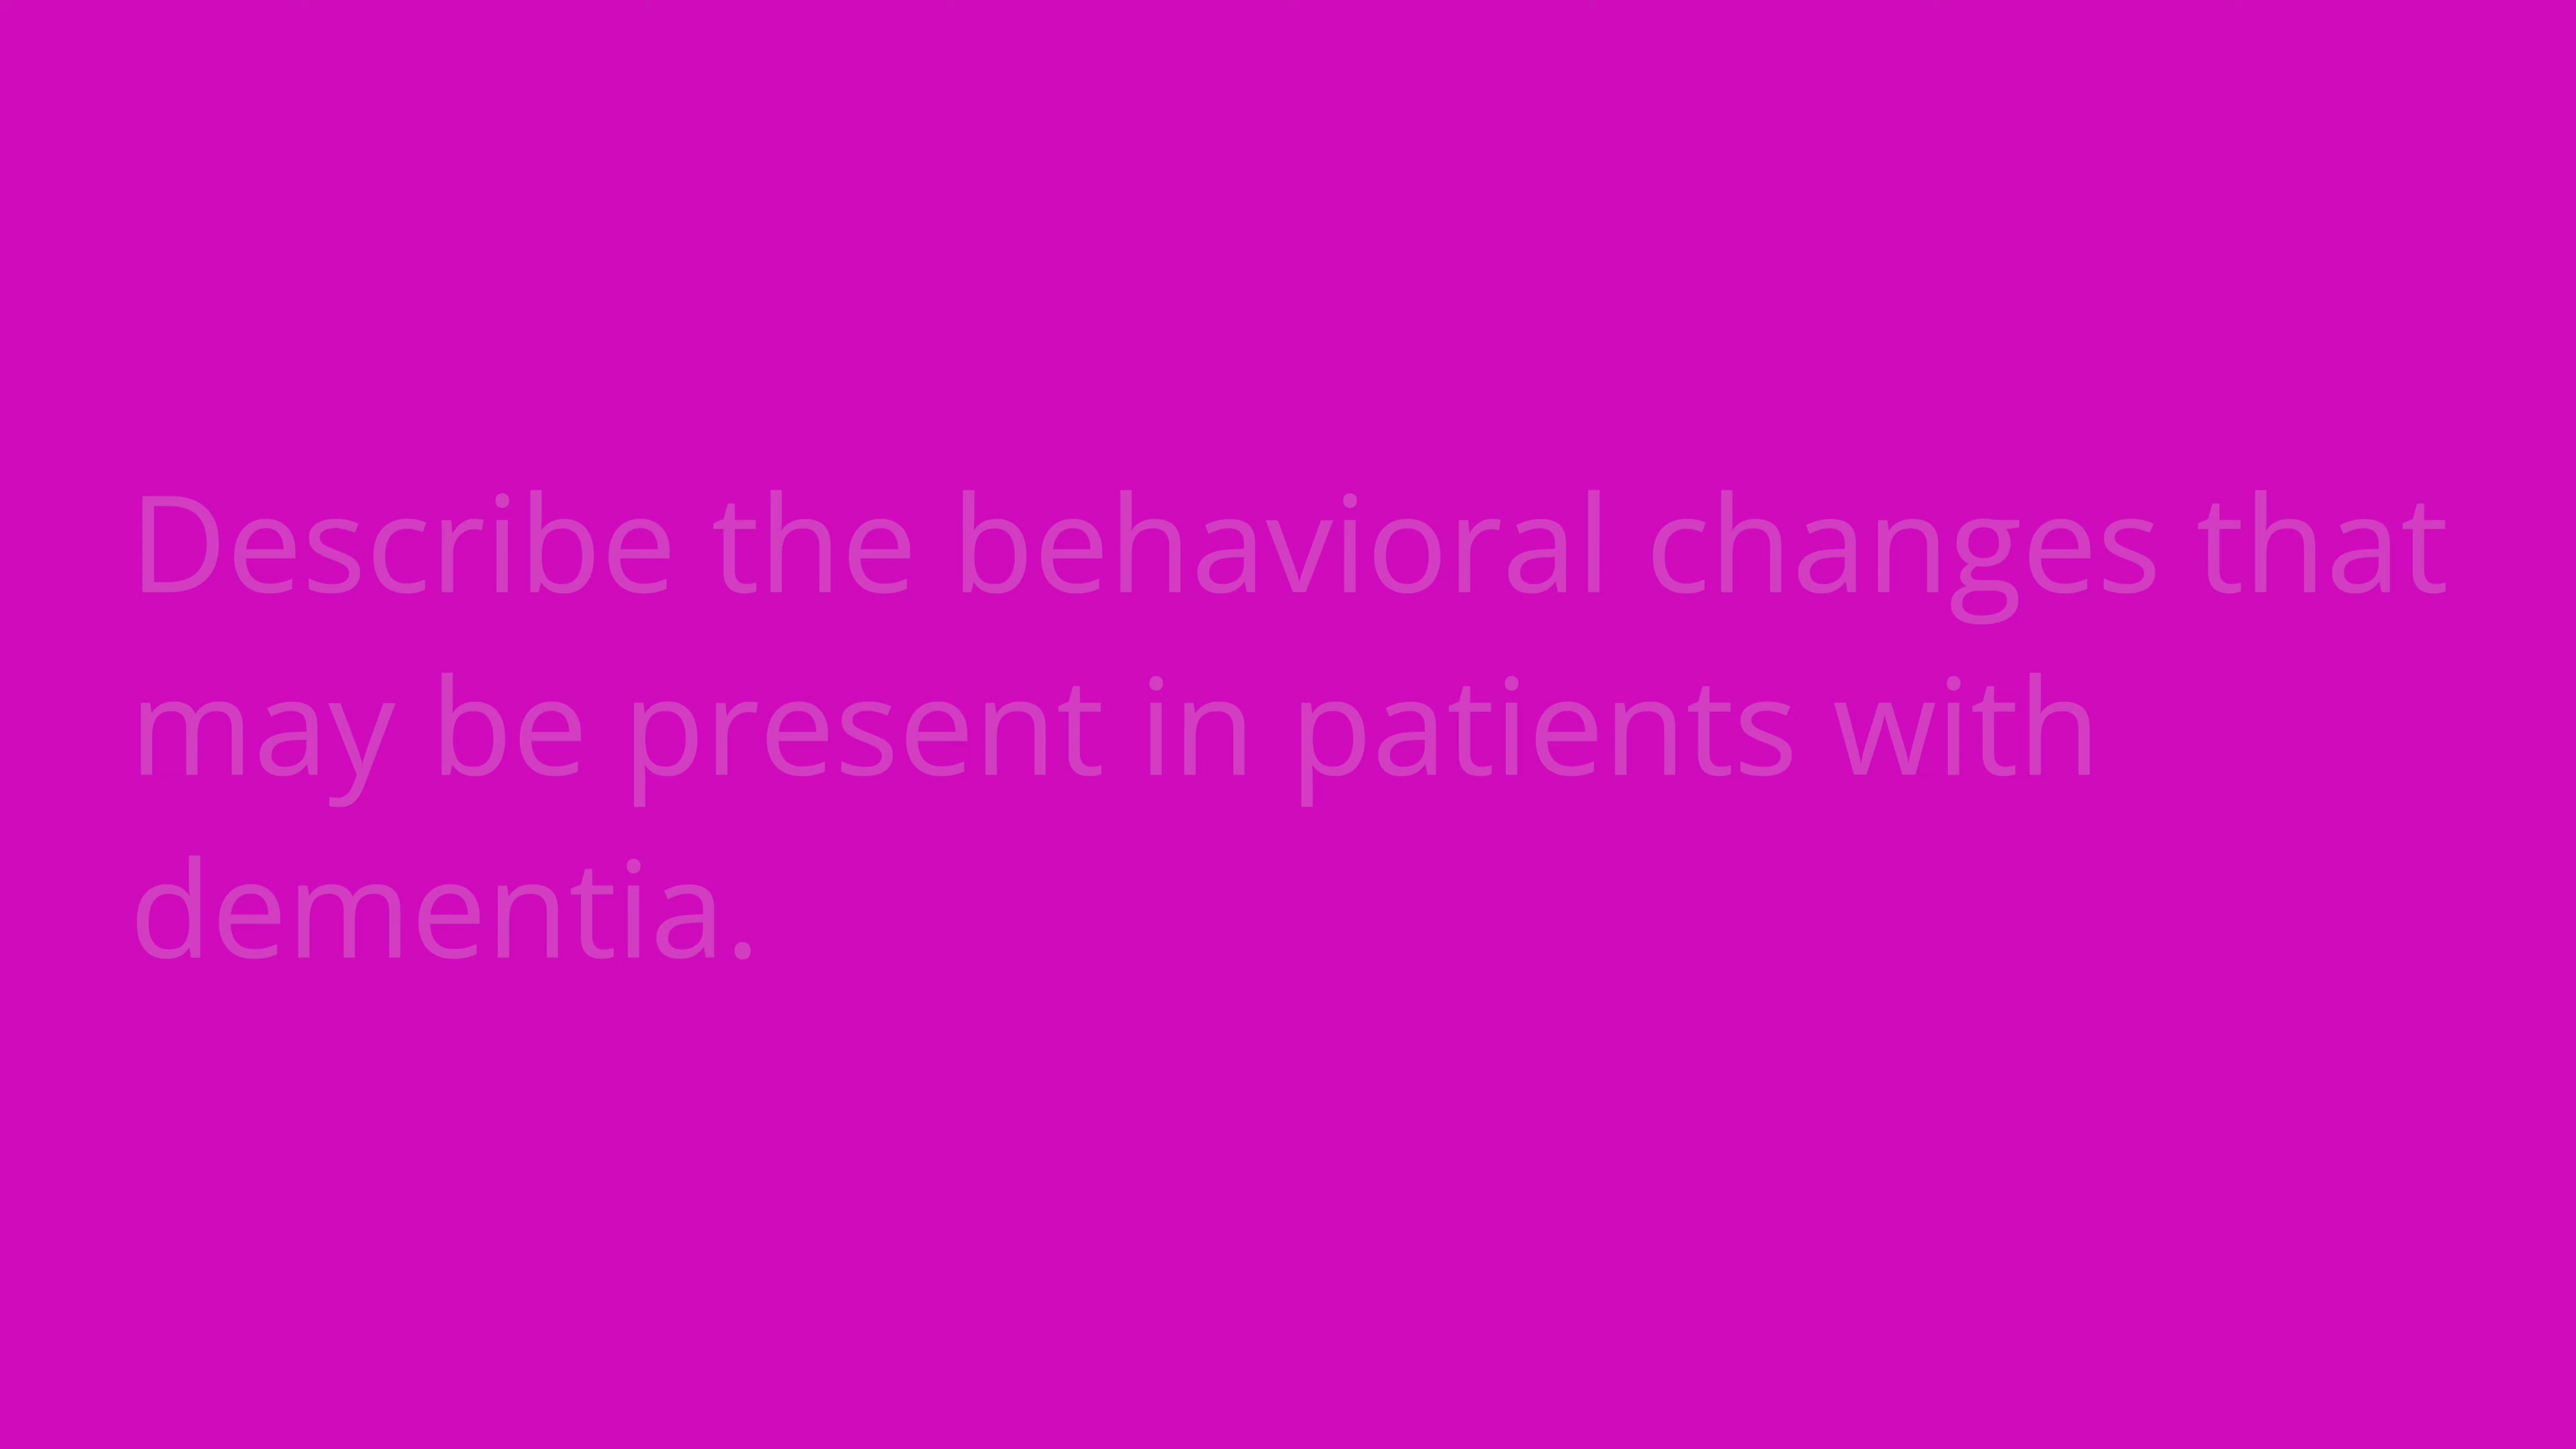 Describe the behavioral changes that
may be present in patients with
dementia.